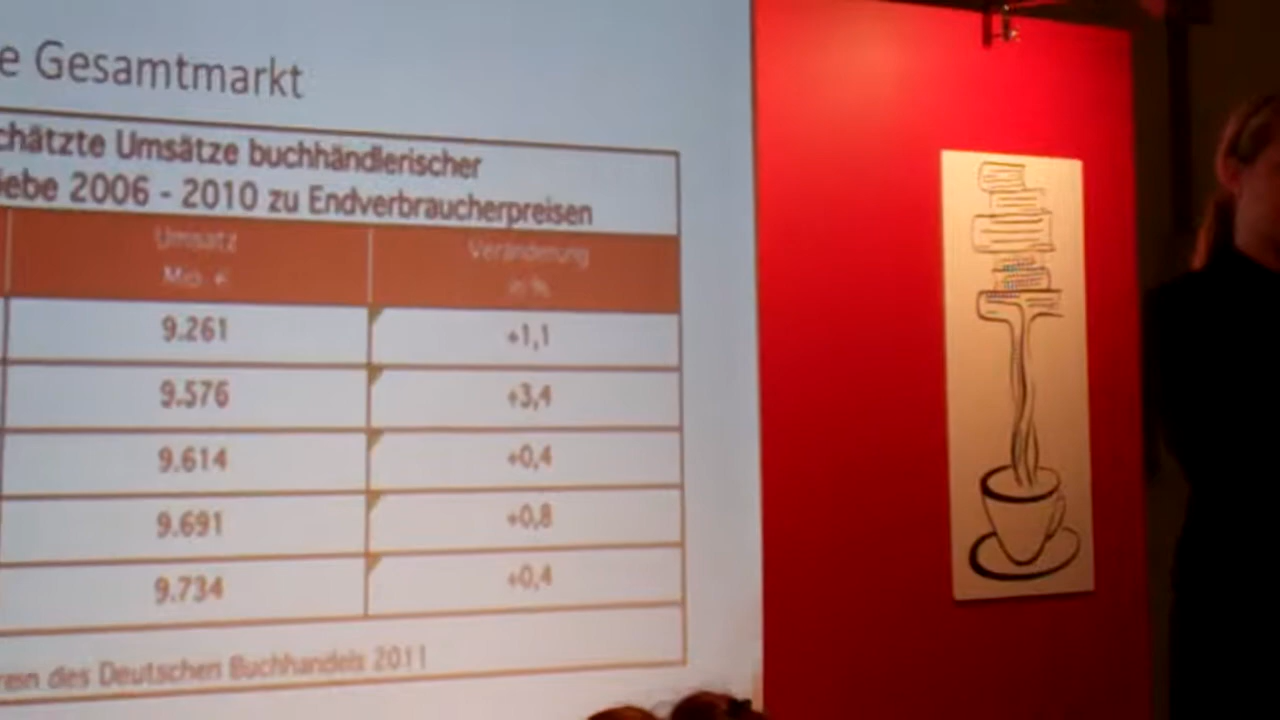 e Gesamtmarkt
chätzte Umsätze buchhändlerischer
iebe 2006 - 2010 zu Endverbraucherpreisen
Umsatz Veränderung
Mio € in %
9.261 +1,1
9.576 +3,4
9.614 +0,4
9.691 +0,8
9.734 +0,4
rein des Deutschen Buchhandels 2011